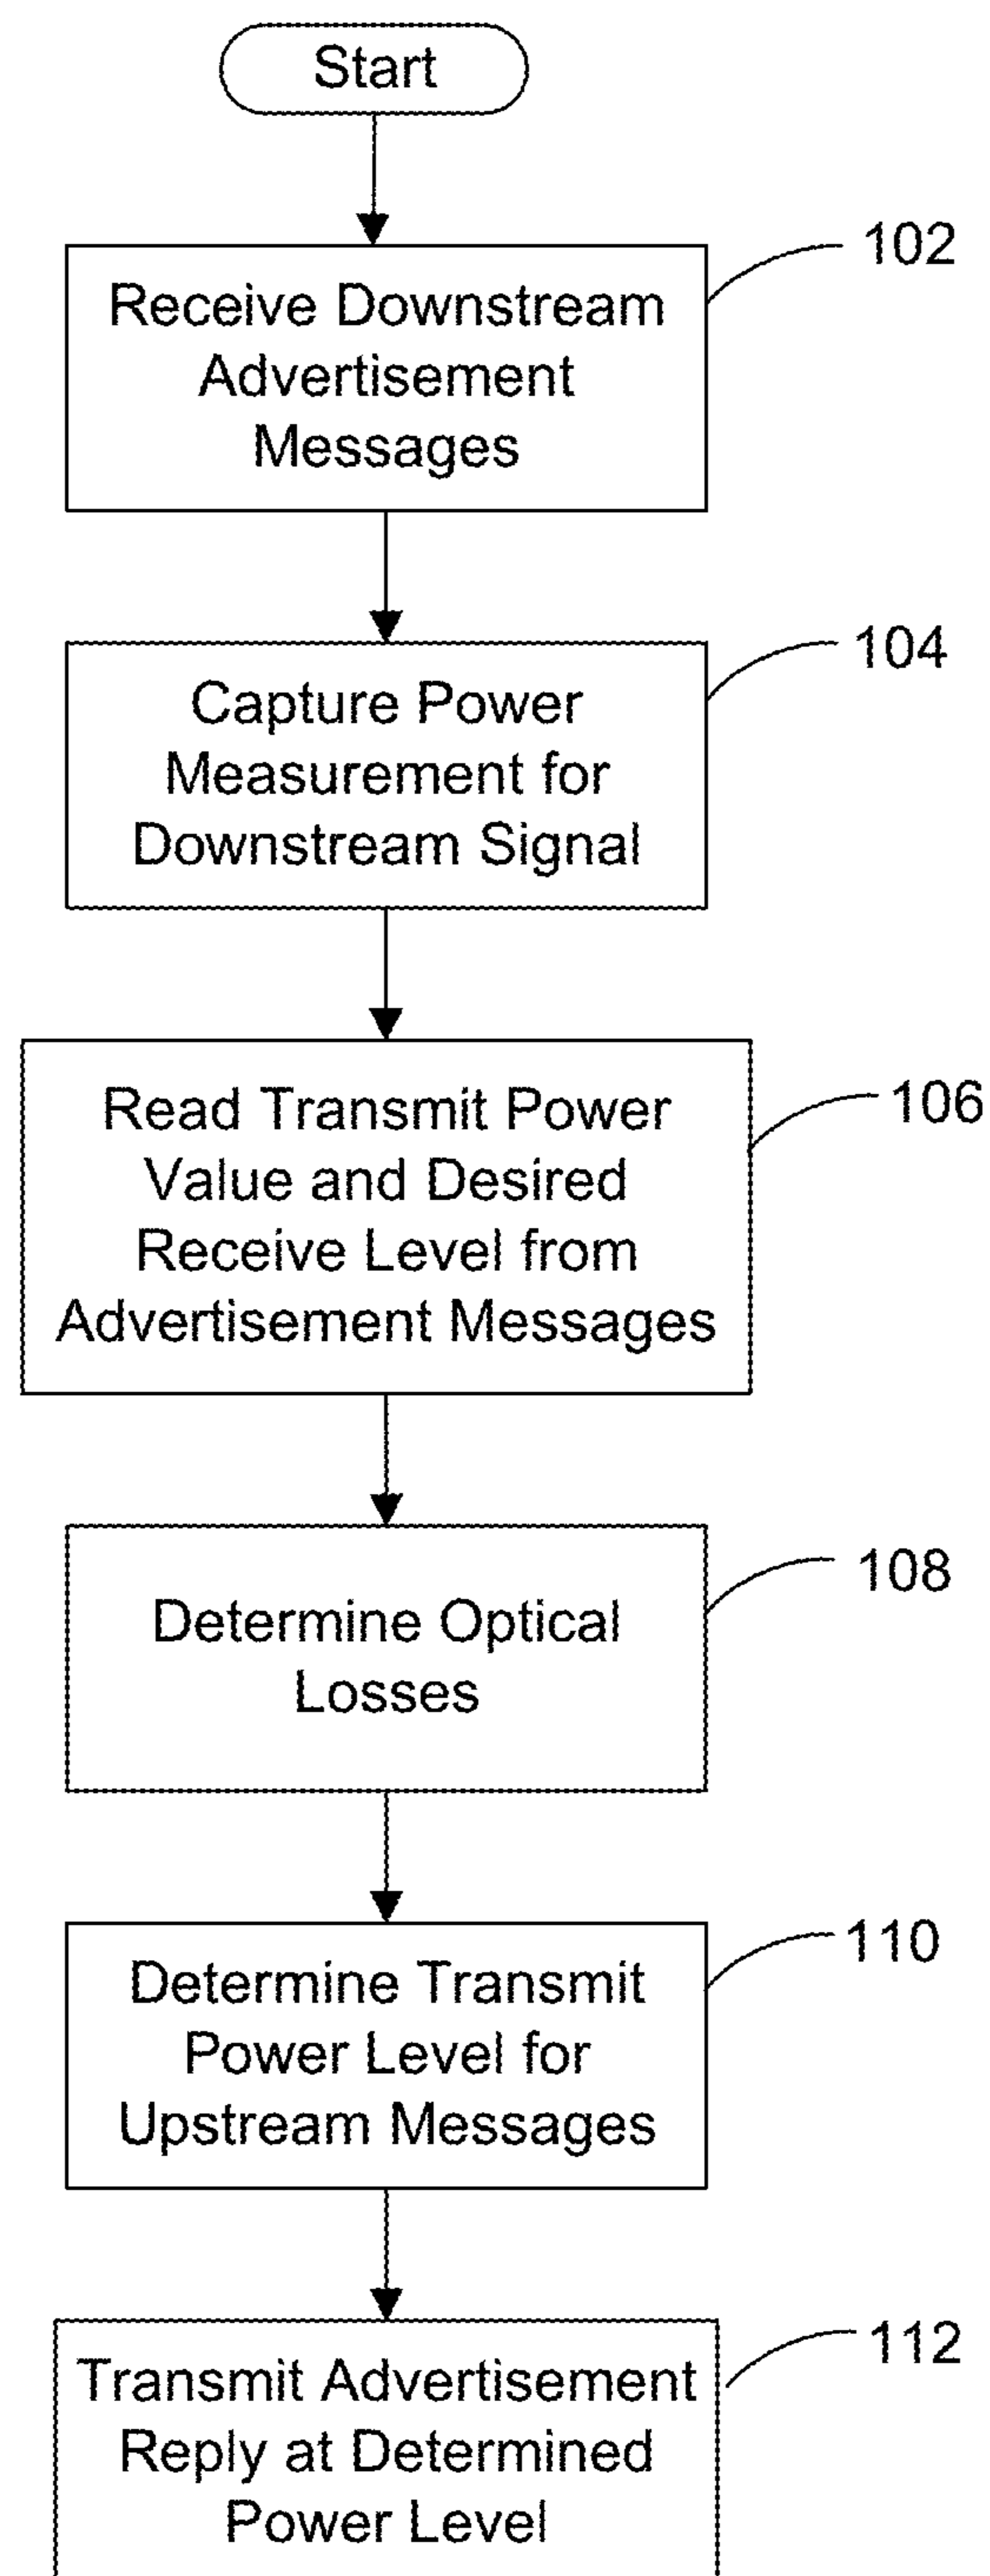 Start
102
Receive Downstream
Advertisement
Messages
104
Capture Power
Measurement for
Downstream Signal
106
Read Transmit Power
Value and Desired
Receive Level from
Advertisement Messages
108
Determine Optical
Losses
110
Determine Transmit
Power Level for
Upstream Messages
112
Transmit Advertisement
Reply at Determined
Power Level